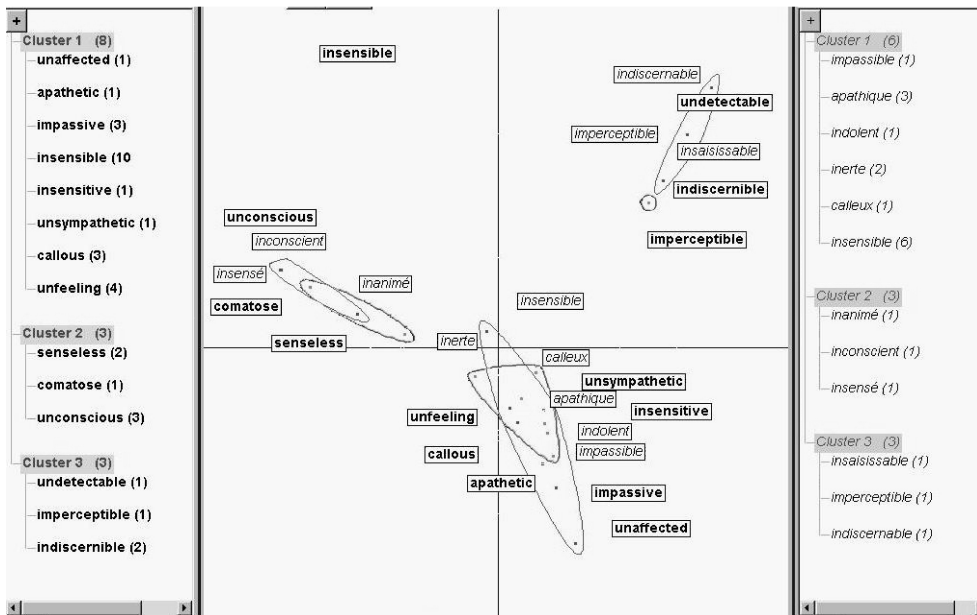 +
Cluster 1 (8)
unaffected (1)
apathetic (1)
impassive (3)
insensible (10
insensitive (1)
unsympathetic (1)
callous (3)
unfeeling (4)
Cluster 2 (3)
senseless (2)
comatose (1)
unconscious (3)
Cluster 3 (3)
undetectable (1)
imperceptible (1)
indiscernible (2)
insensible
indiscernable
undetectable
imperceptible
insaisissable
indiscernible
imperceptible
unconscious
inconscient
insensé
inanimé
comatose
senseless
insensible
inerte
calleux
unsympathetic
apathique
insensitive
unfeeling
indolent
impassible
callous
apathetic
impassive
unaffected
+
Cluster 1 (6)
impassible (1)
apathique (3)
indolent (1)
inerte (2)
calleux (1)
insensible (6)
Cluster 2 (3)
inanimé (1)
inconscient (1)
insensé (1)
Cluster 3 (3)
insaisissable (1)
imperceptible (1)
indiscernable (1)